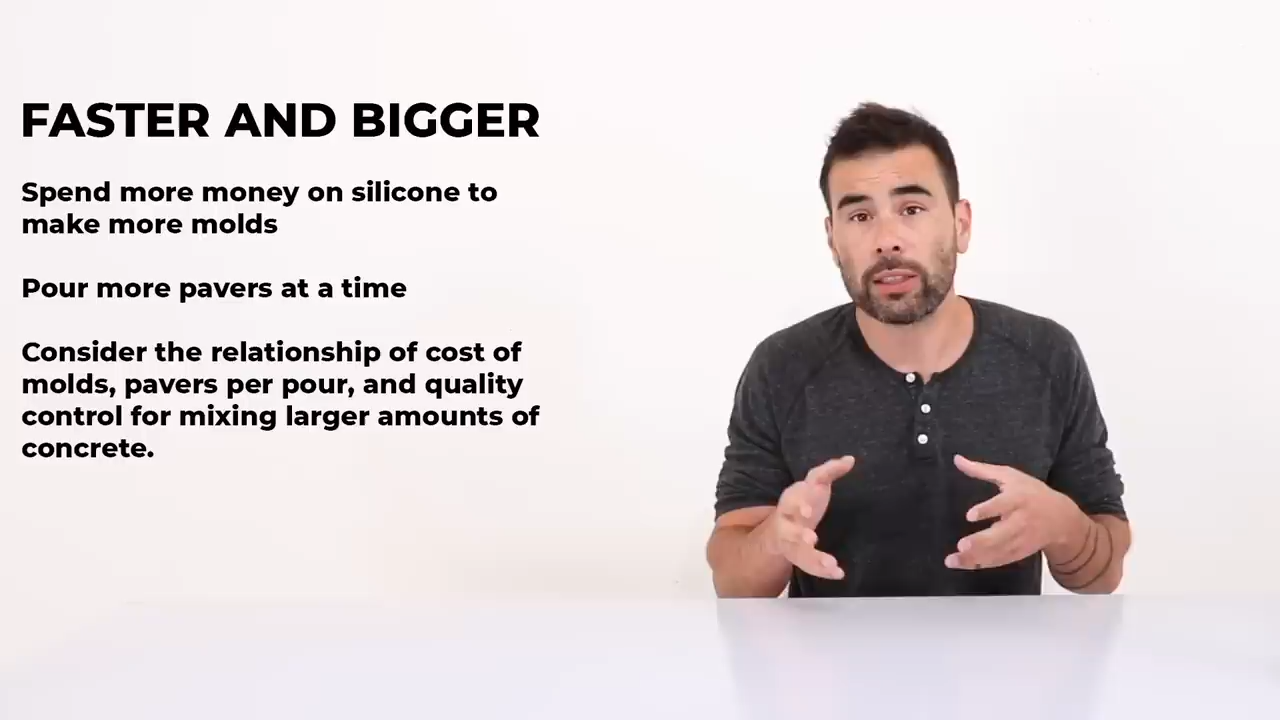 FASTER AND BIGGER
Spend more money on silicone to
make more molds
Pour more pavers at a time
Consider the relationship of cost of
molds, pavers per pour, and quality
control for mixing larger amounts of
concrete.